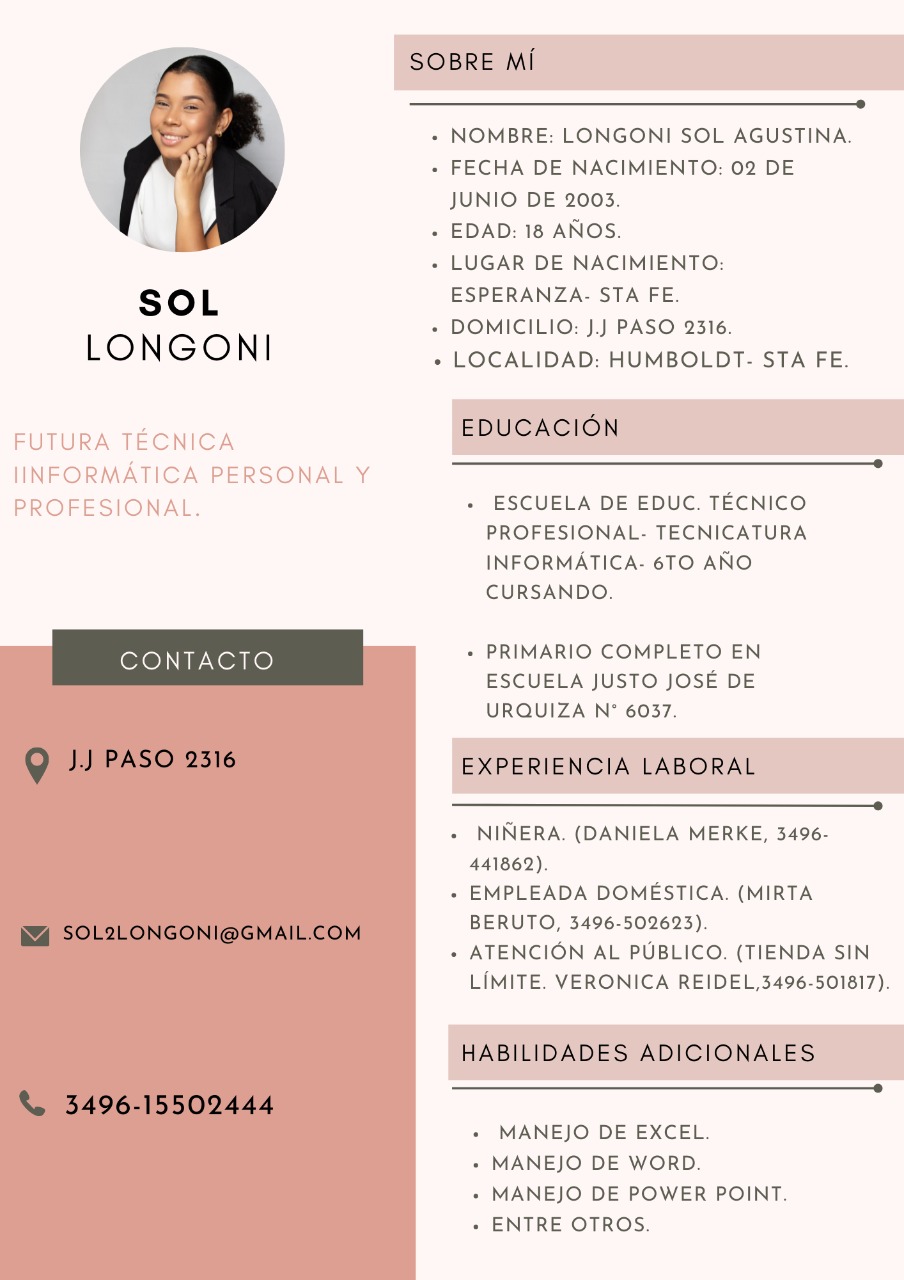 SOL
LONGONI
FUTURA TÉCNICA
IINFORMÁTICA PERSONAL Y
PROFESIONAL.
CONTACTO
J.J PASO 2316
SOL2LONGONI@GMAIL.COM
3496-15502444
SOBRE MÍ
• NOMBRE: LONGONI SOL AGUSTINA.
• FECHA DE NACIMIENTO: 02 DE
JUNIO DE 2003.
• EDAD: 18 AÑOS.
• LUGAR DE NACIMIENTO:
ESPERANZA- STA FE.
• DOMICILIO: J.J PASO 2316.
• LOCALIDAD: HUMBOLDT- STA FE.
EDUCACIÓN
• ESCUELA DE EDUC. TÉCNICO
PROFESIONAL- TECNICATURA
INFORMÁTICA- 6TO AÑO
CURSANDO.
• PRIMARIO COMPLETO EN
ESCUELA JUSTO JOSÉ DE
URQUIZA N° 6037.
EXPERIENCIA LABORAL
• NIÑERA. (DANIELA MERKE, 3496-
441862).
• EMPLEADA DOMÉSTICA. (MIRTA
BERUTO, 3496-502623).
• ATENCIÓN AL PÚBLICO. (TIENDA SIN
LÍMITE. VERONICA REIDEL,3496-501817).
HABILIDADES ADICIONALES
• MANEJO DE EXCEL.
• MANEJO DE WORD.
• MANEJO DE POWER POINT.
• ENTRE OTROS.